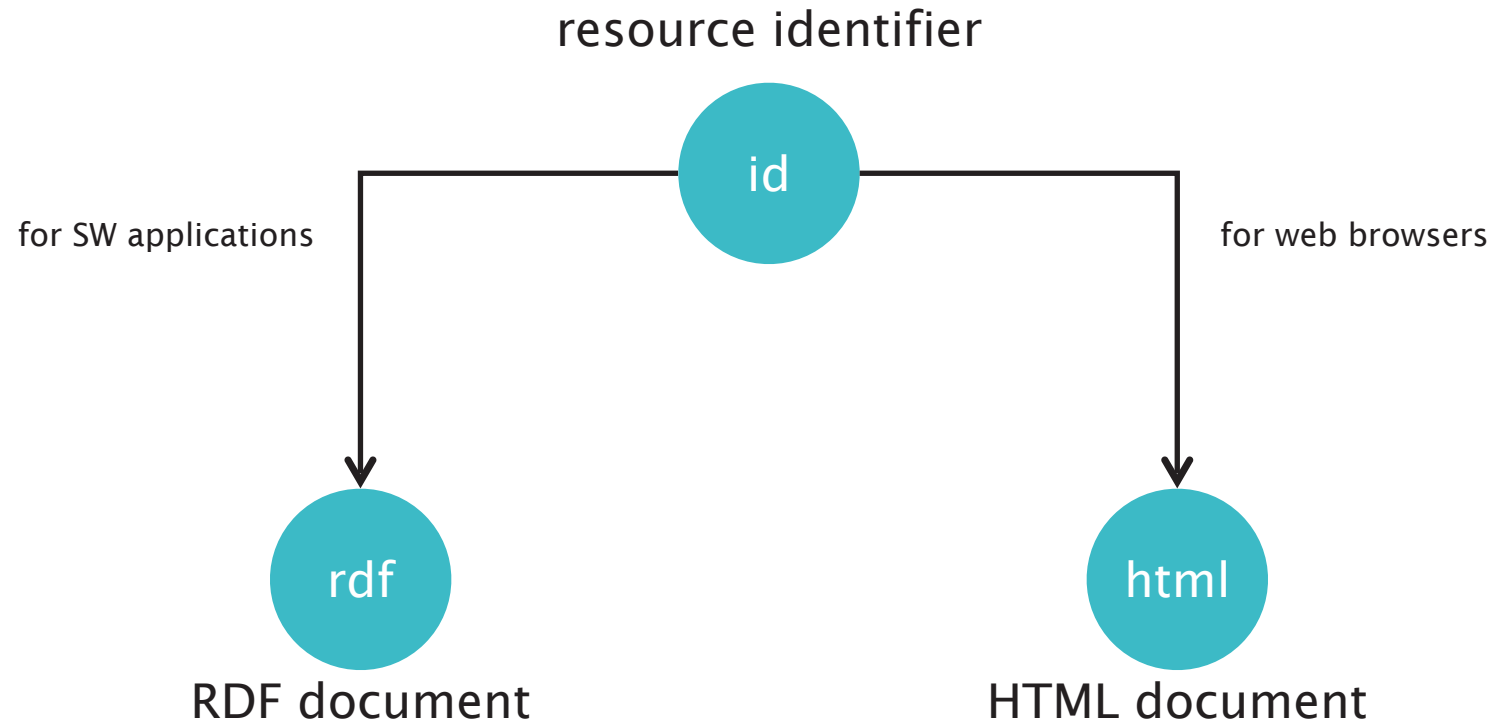 resource identifier
id
for SW applications
for web browsers
rdf
html
RDF document
HTML document